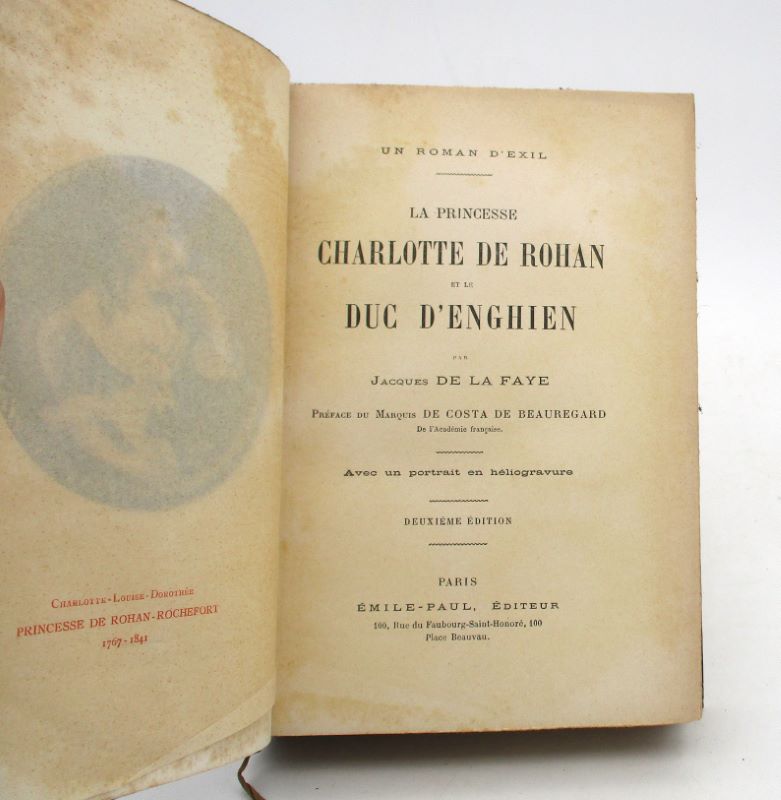 Charlotte-Louise-Dorothée
PRINCESSE DE ROHAN-ROCHEFORT
1767-1841
UN ROMAN D'EXIL
LA PRINCESSE
CHARLOTTE DE ROHAN
ET LE
DUC D'ENGHIEN
PAR
Jacques DE LA FAYE
Préface du Marquis DE COSTA DE BEAUREGARD
De l'Académie française.
Avec un portrait en héliogravure
DEUXIÈME ÉDITION
PARIS
ÉMILE-PAUL, ÉDITEUR
100, Rue du Faubourg-Saint-Honoré, 100
Place Beauvau.